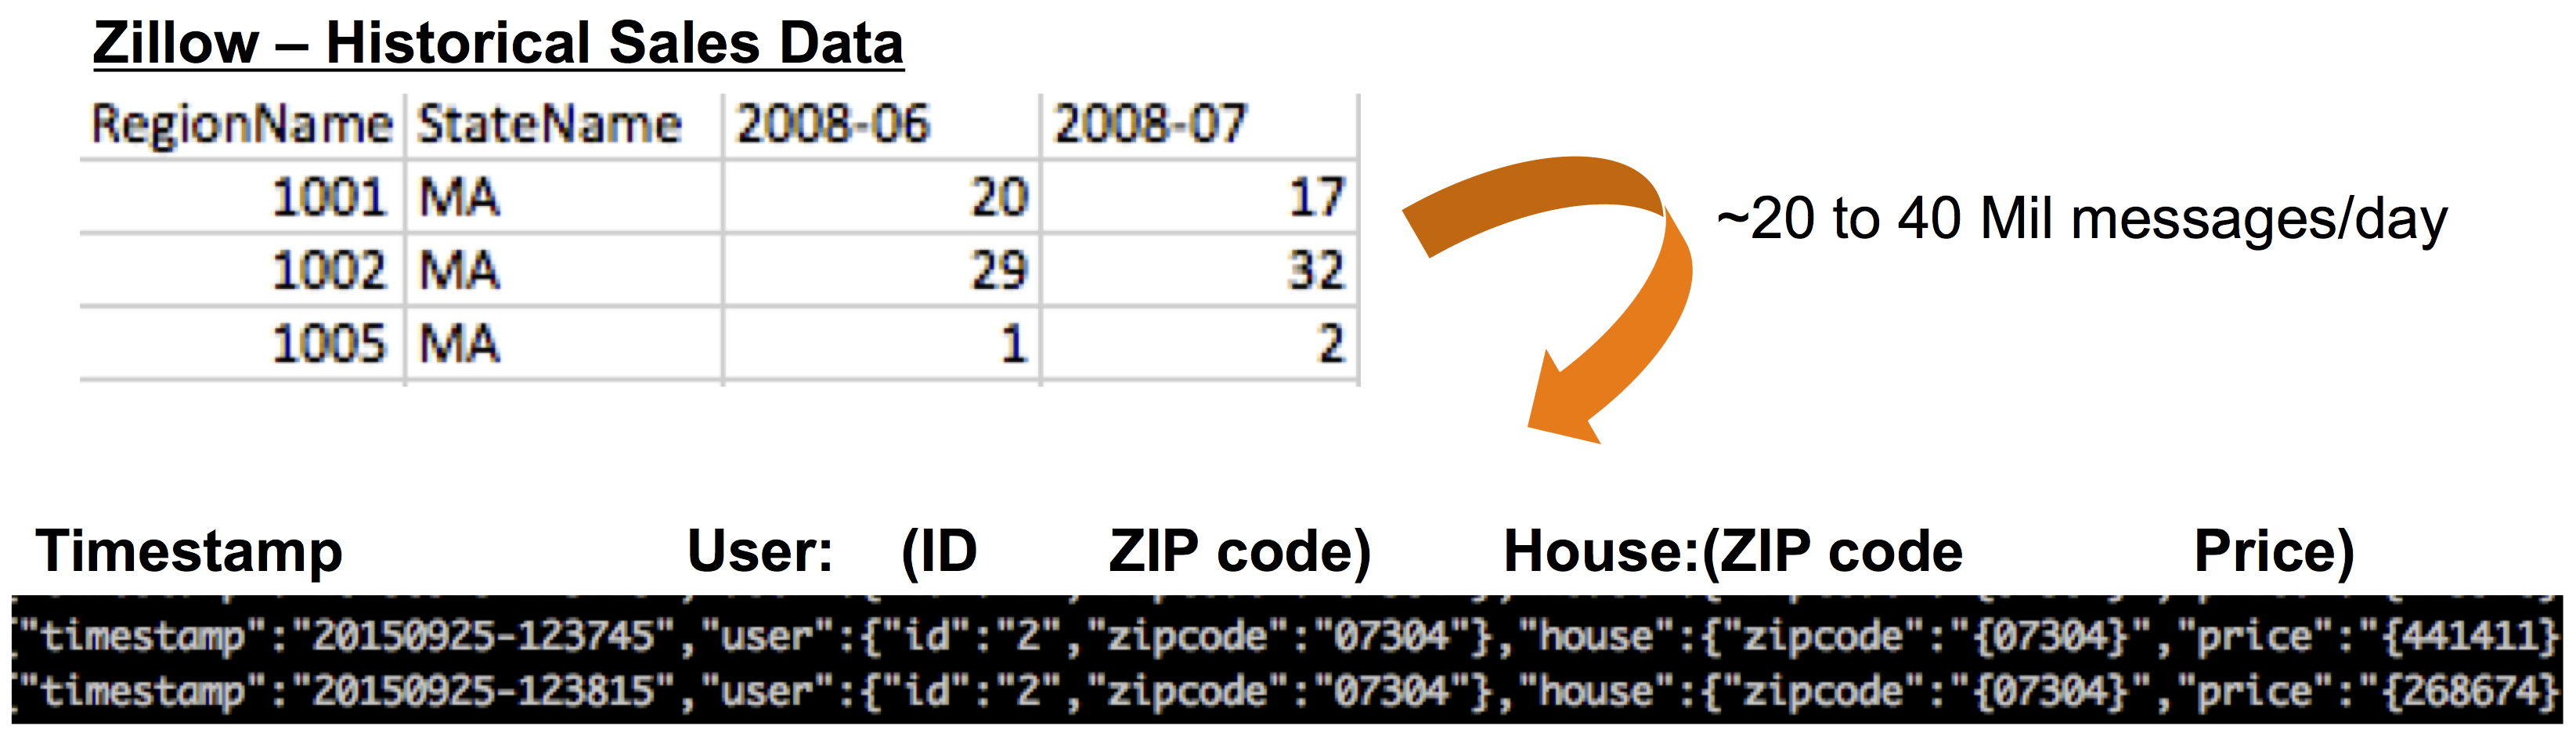 Zillow – Historical Sales Data
RegionName StateName 2008-06 2008-07
1001 MA 20 17
1002 MA 29 32
1005 MA 1 2
~20 to 40 Mil messages/day
Timestamp User: (ID ZIP code) House:(ZIP code Price)
{"timestamp":"20150925-123745","user":{"id":"2","zipcode":"07304"},"house":{"zipcode":"{07304}","price":"{441411}
{"timestamp":"20150925-123815","user":{"id":"2","zipcode":"07304"},"house":{"zipcode":"{07304}","price":"{268674}